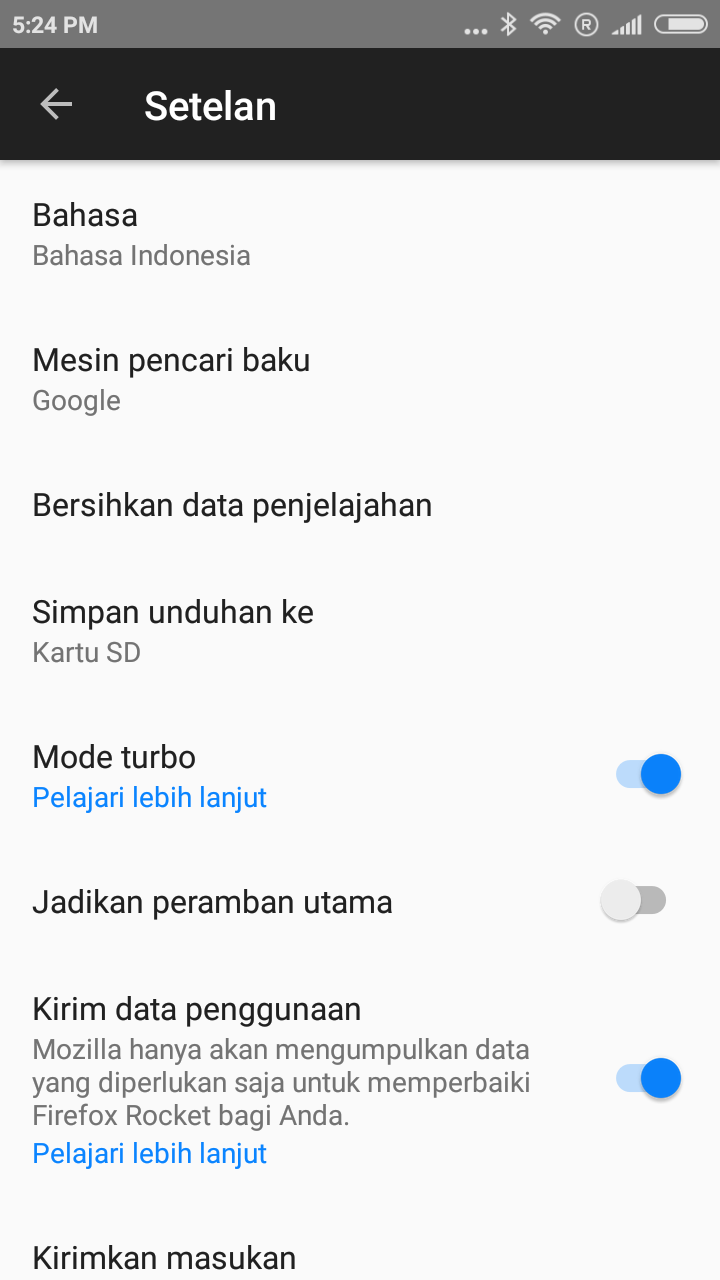 5:24 PM
Setelan
Bahasa
Bahasa Indonesia
Mesin pencari baku
Google
Bersihkan data penjelajahan
Simpan unduhan ke
Kartu SD
Mode turbo
Pelajari lebih lanjut
Jadikan peramban utama
Kirim data penggunaan
Mozilla hanya akan mengumpulkan data
yang diperlukan saja untuk memperbaiki
Firefox Rocket bagi Anda.
Pelajari lebih lanjut
Kirimkan masukan